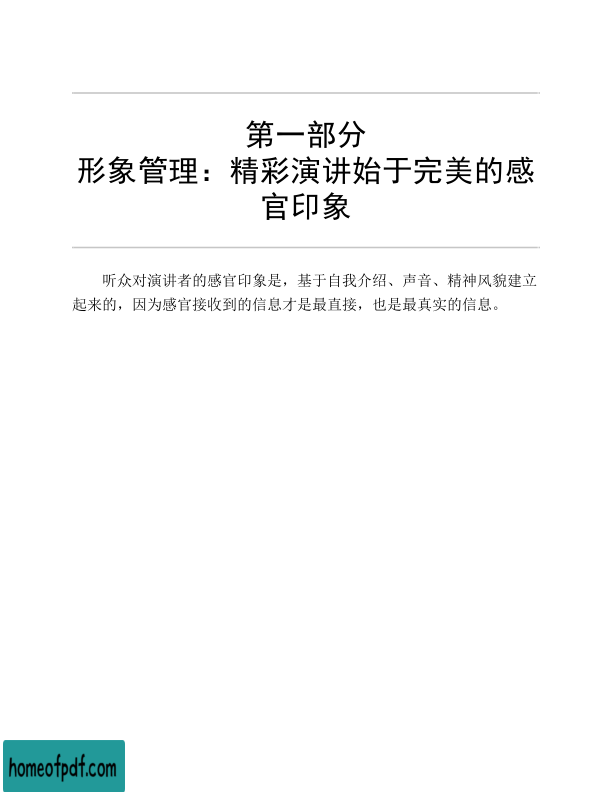 第一部分
形象管理：精彩演讲始于完美的感
官印象
听众对演讲者的感官印象是，基于自我介绍、声音、精神风貌建立
起来的，因为感官接收到的信息才是最直接，也是最真实的信息。
homeofpdf.com